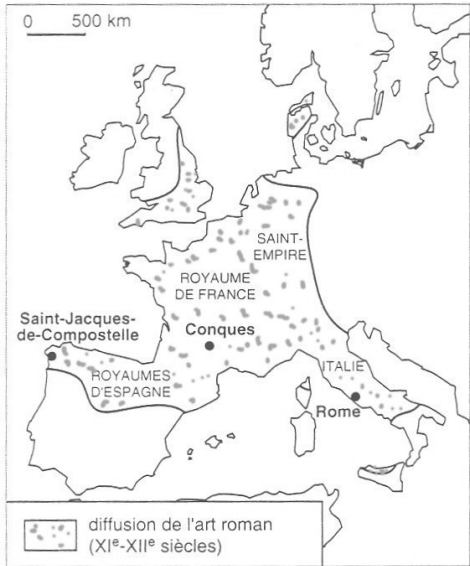 0 500 km
SAINT-
EMPIRE
ROYAUME
DE FRANCE
Saint-Jacques-
de-Compostelle
Conques
ROYAUMES
D'ESPAGNE
ITALIE
Rome
diffusion de l'art roman
(XIe-XIIe siècles)